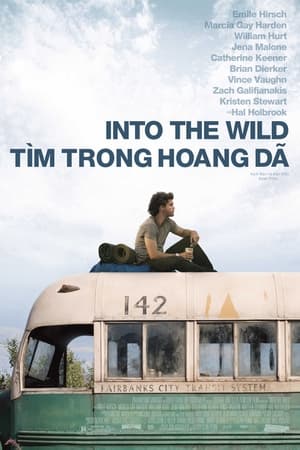 Emile Hirsch
Marcia Gay Harden
William Hurt
Jena Malone
Catherine Keener
Brian Dierker
Vince Vaughn
Zach Galifianakis
Kristen Stewart
and Hal Holbrook
INTO THE WILD
TÌM TRONG HOANG DÃ
142
FAIRBANKS CITY TRANSIT SYSTEM